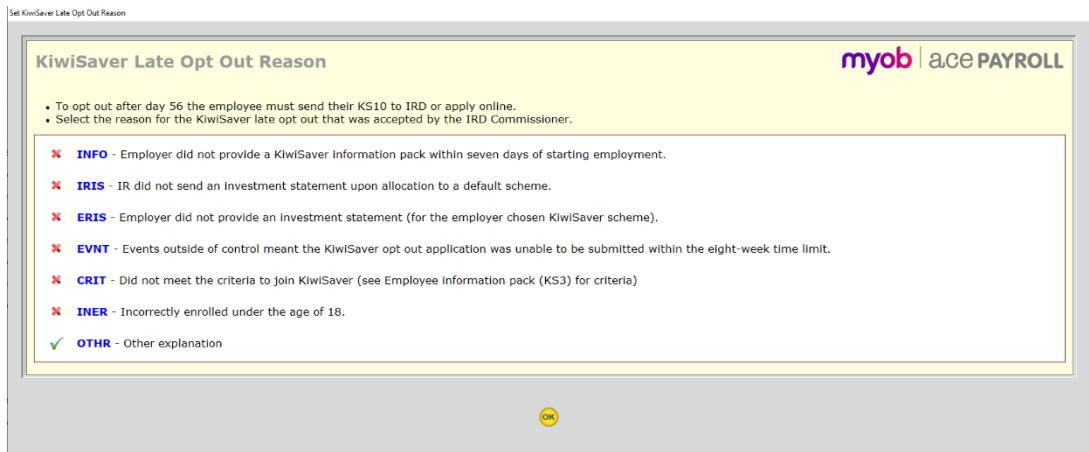 Set KiwiSaver Late Opt Out Reason
KiwiSaver Late Opt Out Reason
myob | ace PAYROLL
• To opt out after day 56 the employee must send their KS10 to IRD or apply online.
• Select the reason for the KiwiSaver late opt out that was accepted by the IRD Commissioner.
INFO - Employer did not provide a KiwiSaver information pack within seven days of starting employment.
IRIS - IR did not send an investment statement upon allocation to a default scheme.
ERIS - Employer did not provide an investment statement (for the employer chosen KiwiSaver scheme).
EVNT - Events outside of control meant the KiwiSaver opt out application was unable to be submitted within the eight-week time limit.
CRIT - Did not meet the criteria to join KiwiSaver (see Employee information pack (KS3) for criteria)
INER - Incorrectly enrolled under the age of 18.
OTHR - Other explanation
OK